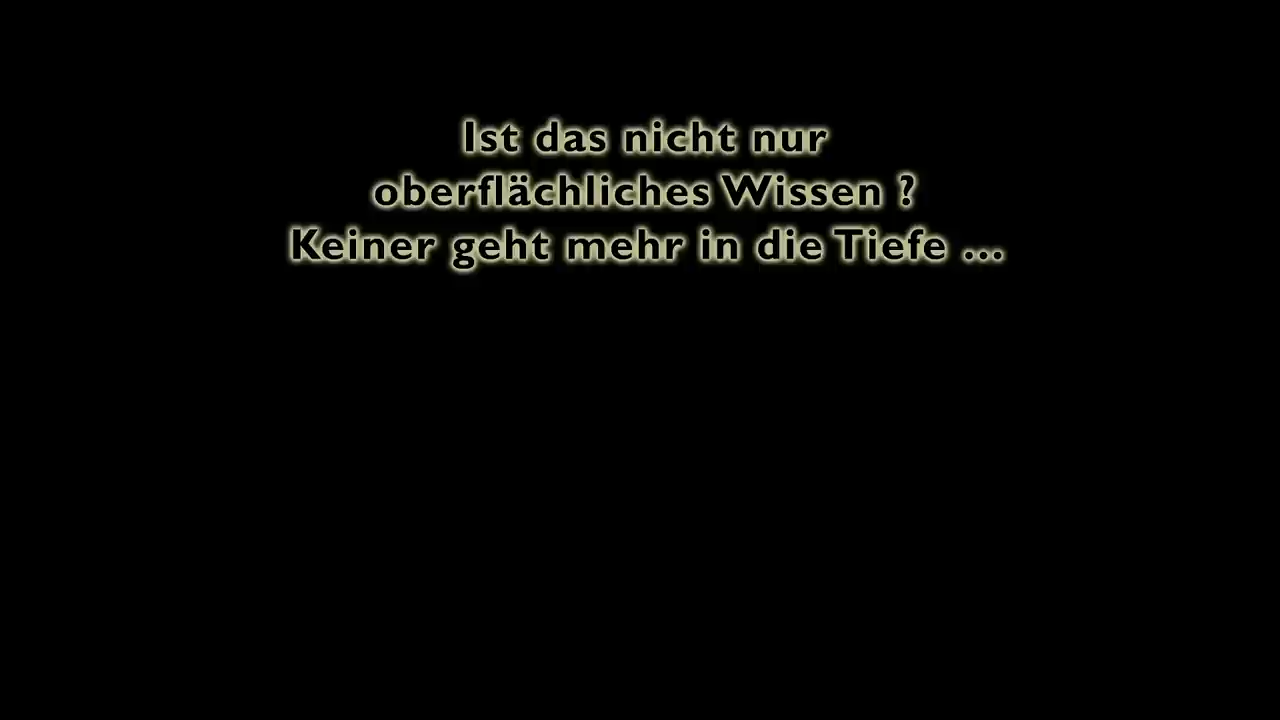 Ist das nicht nur
oberflächliches Wissen ?
Keiner geht mehr in die Tiefe ...